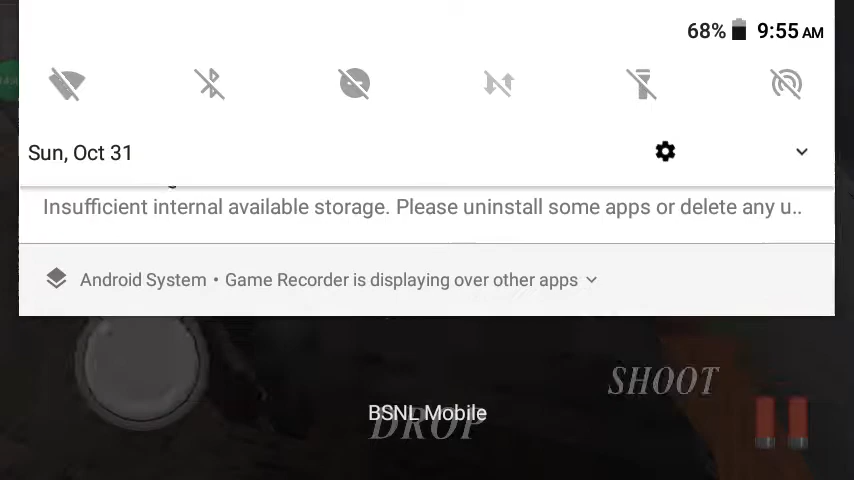 68% 9:55 AM
Sun, Oct 31
Insufficient internal available storage. Please uninstall some apps or delete any u..
Android System • Game Recorder is displaying over other apps
SHOOT
BSNL Mobile
DROP